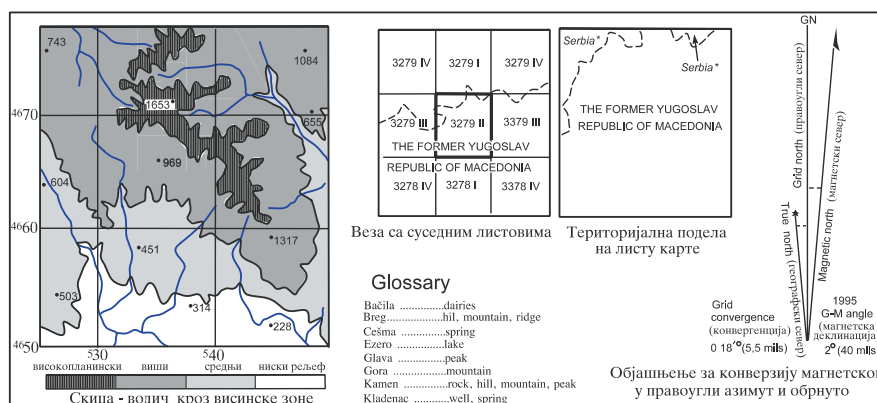 743
1084
4670
1653
655
969
604
4660
451
1317
503
314
228
4650
530
540
високопланински
виши
средњи
ниски рељеф
Скица - водич кроз висинске зоне
3279 IV
3279 I
3279 IV
3279 III
3279 II
3379 III
THE FORMER YUGOSLAV
REPUBLIC OF MACEDONIA
3278 IV
3278 I
3378 IV
Веза са суседним листовима
Serbia*
Serbia*
THE FORMER YUGOSLAV
REPUBLIC OF MACEDONIA
Територијална подела
на листу карте
Glossary
Bačila ..............dairies
Breg..................hill, mountain, ridge
Cešma ..............spring
Ezero ................lake
Glava ................peak
Gora .................mountain
Kamen ..............rock, hill, mountain, peak
Kladenac ..........well, spring
GN
Grid north (правоугли север)
True north (географски север)
Magnetic north (магнетски север)
Grid
convergence
(конвергенција)
0 18´° (5,5 mils)
1995
G-M angle
(магнетска
деклинација)
2° (40 mls)
Објашњење за конверзију магнетског
у правоугли азимут и обрнуто